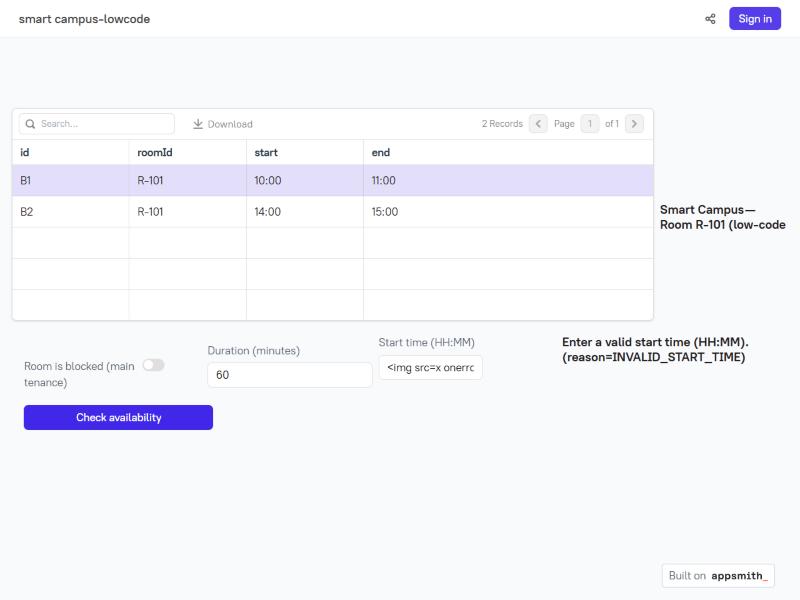 smart campus-lowcode
Sign in
Search...
Download
2 Records
Page
1
of 1
id roomId start end
B1 R-101 10:00 11:00
B2 R-101 14:00 15:00
Smart Campus—
Room R-101 (low-code
Room is blocked (main
tenance)
Duration (minutes)
60
Start time (HH:MM)
<img src=x onerrc
Enter a valid start time (HH:MM).
(reason=INVALID_START_TIME)
Check availability
Built on appsmith_